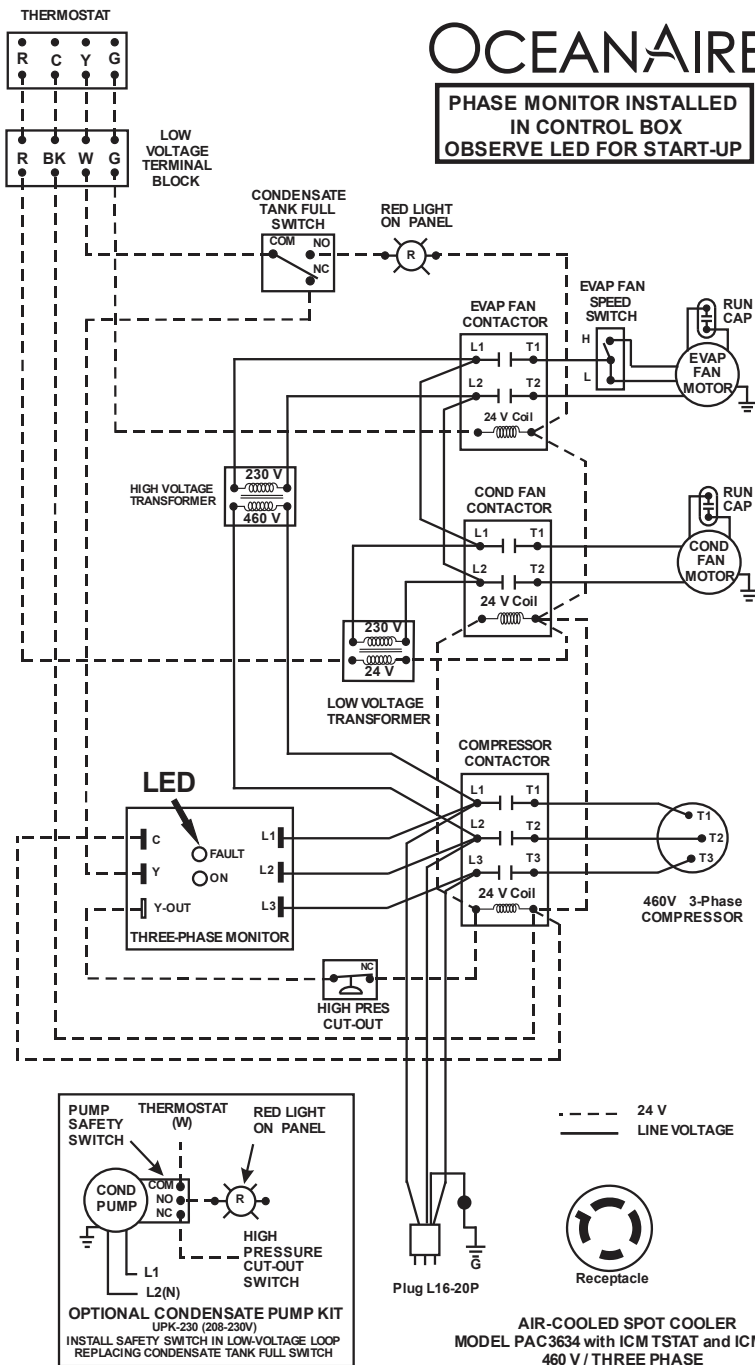 THERMOSTAT
R C Y G
OCEANAIRE
PHASE MONITOR INSTALLED
IN CONTROL BOX
OBSERVE LED FOR START-UP
R BK W G
LOW
VOLTAGE
TERMINAL
BLOCK
CONDENSATE
TANK FULL
SWITCH
COM NO
NC
RED LIGHT
ON PANEL
R
EVAP FAN
CONTACTOR
L1 T1
L2 T2
24 V Coil
EVAP FAN
SPEED
SWITCH
H
L
RUN
CAP
EVAP
FAN
MOTOR
HIGH VOLTAGE
TRANSFORMER
230 V
460 V
COND FAN
CONTACTOR
L1 T1
L2 T2
24 V Coil
RUN
CAP
COND
FAN
MOTOR
230 V
24 V
LOW VOLTAGE
TRANSFORMER
COMPRESSOR
CONTACTOR
L1 T1
L2 T2
L3 T3
24 V Coil
T1
T2
T3
460V 3-Phase
COMPRESSOR
LED
C
Y
Y-OUT
FAULT
ON
L1
L2
L3
THREE-PHASE MONITOR
NC
HIGH PRES
CUT-OUT
24 V
LINE VOLTAGE
PUMP
SAFETY
SWITCH
THERMOSTAT
(W)
RED LIGHT
ON PANEL
COND
PUMP
COM
NO
NC
R
HIGH
PRESSURE
CUT-OUT
SWITCH
L1
L2(N)
OPTIONAL CONDENSATE PUMP KIT
UPK-230 (208-230V)
INSTALL SAFETY SWITCH IN LOW-VOLTAGE LOOP
REPLACING CONDENSATE TANK FULL SWITCH
G
Plug L16-20P
Receptacle
AIR-COOLED SPOT COOLER
MODEL PAC3634 with ICM TSTAT and
460 V / THREE PHASE